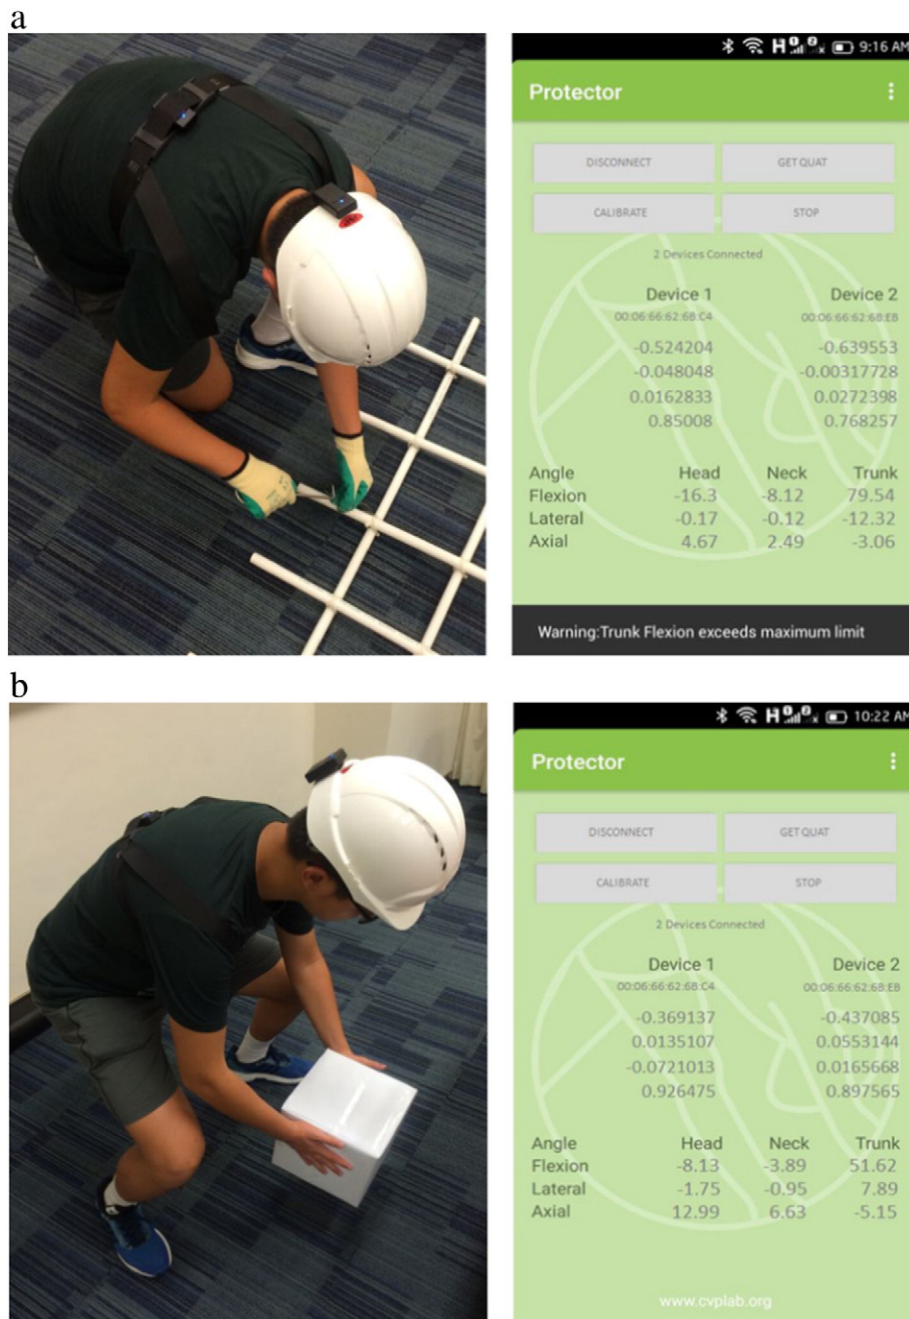 a
9:16 AM
Protector
DISCONNECT GET QUAT
CALIBRATE STOP
2 Devices Connected
Device 1 Device 2
00:06:66:62:6B:C4 00:06:66:62:6B:EB
-0.524204 -0.639553
-0.048048 -0.00317728
0.0162833 0.0272398
0.85008 0.768257
Angle Head Neck Trunk
Flexion -16.3 -8.12 79.54
Lateral -0.17 -0.12 -12.32
Axial 4.67 2.49 -3.06
Warning:Trunk Flexion exceeds maximum limit
b
10:22 AM
Protector
DISCONNECT GET QUAT
CALIBRATE STOP
2 Devices Connected
Device 1 Device 2
00:06:66:62:6B:C4 00:06:66:62:6B:EB
-0.369137 -0.437085
0.0135107 0.0553144
-0.0721013 0.0165668
0.926475 0.897565
Angle Head Neck Trunk
Flexion -8.13 -3.89 51.62
Lateral -1.75 -0.95 7.89
Axial 12.99 6.63 -5.15
www.cvplab.org